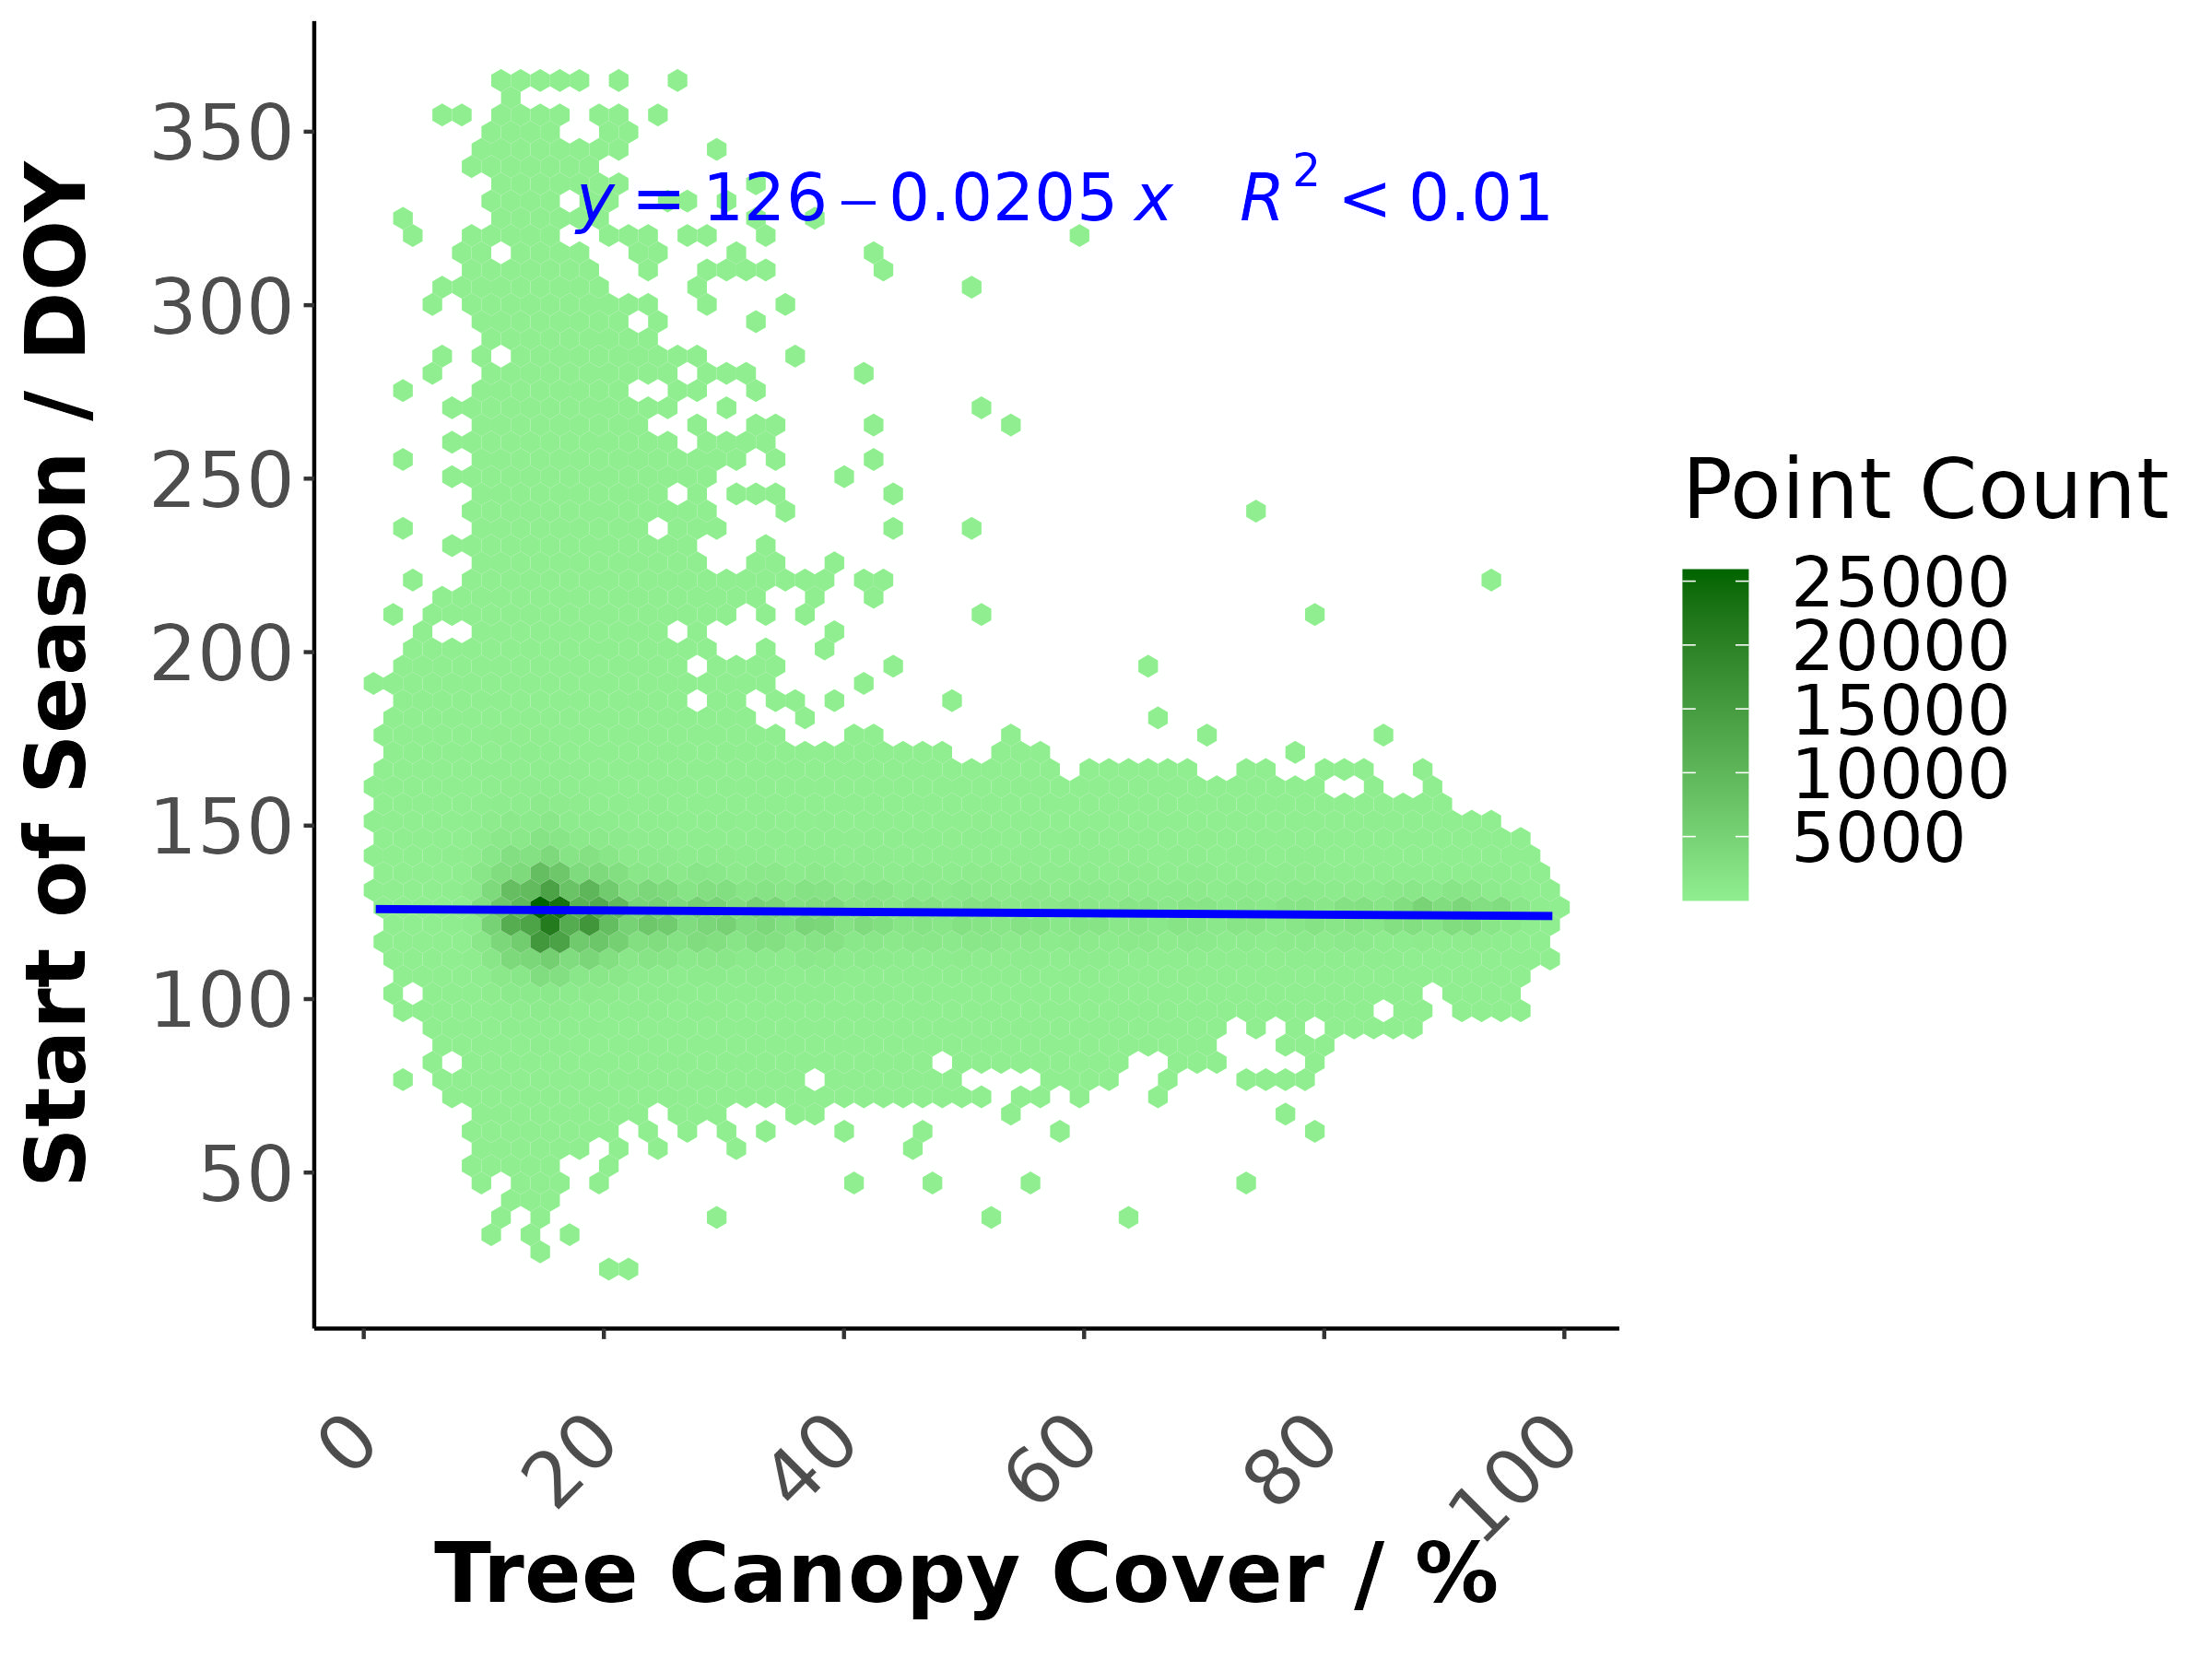 Start of Season / DOY
350
300
250
200
150
100
50
y = 126 − 0.0205 x R² < 0.01
Point Count
25000
20000
15000
10000
5000
0 20 40 60 80 100
Tree Canopy Cover / %